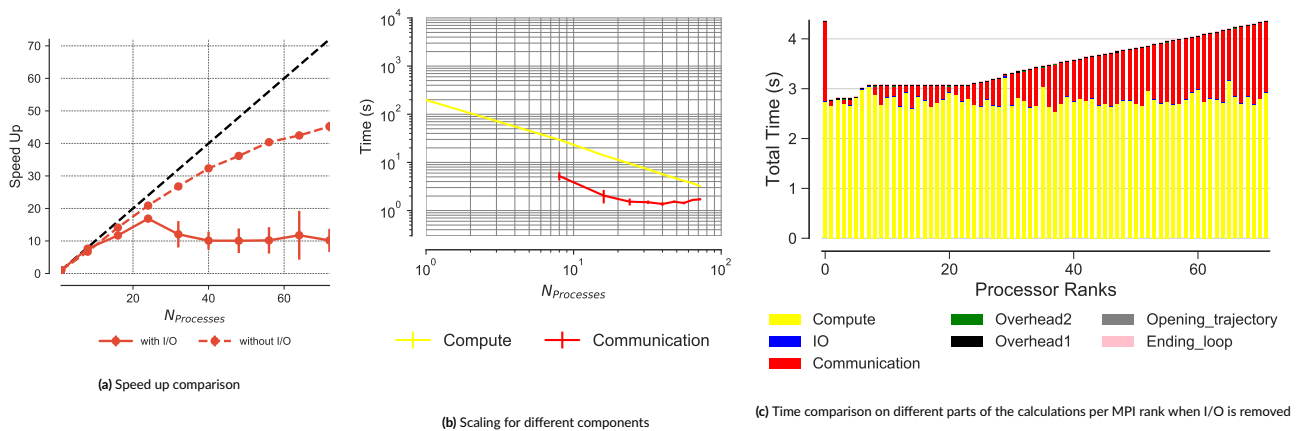 70
60
50
40
30
20
10
0
Speed Up
20
40
60
N_Processes
with I/O
without I/O
(a) Speed up comparison
10^4
10^3
10^2
10^1
10^0
Time (s)
10^0
10^1
10^2
N_Processes
Compute
Communication
(b) Scaling for different components
4
3
2
1
0
Total Time (s)
0
20
40
60
Processor Ranks
Compute
Overhead2
Opening_trajectory
IO
Overhead1
Ending_loop
Communication
(c) Time comparison on different parts of the calculations per MPI rank when I/O is removed